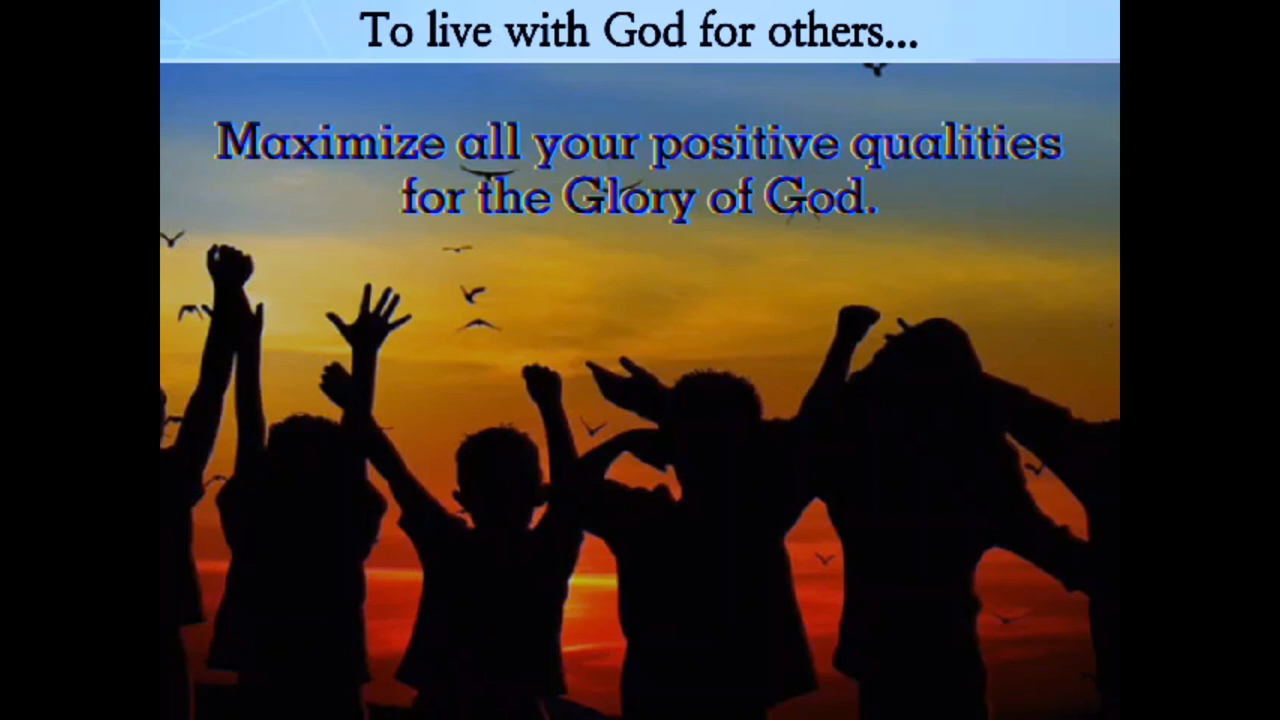 To live with God for others...
Maximize all your positive qualities
for the Glory of God.